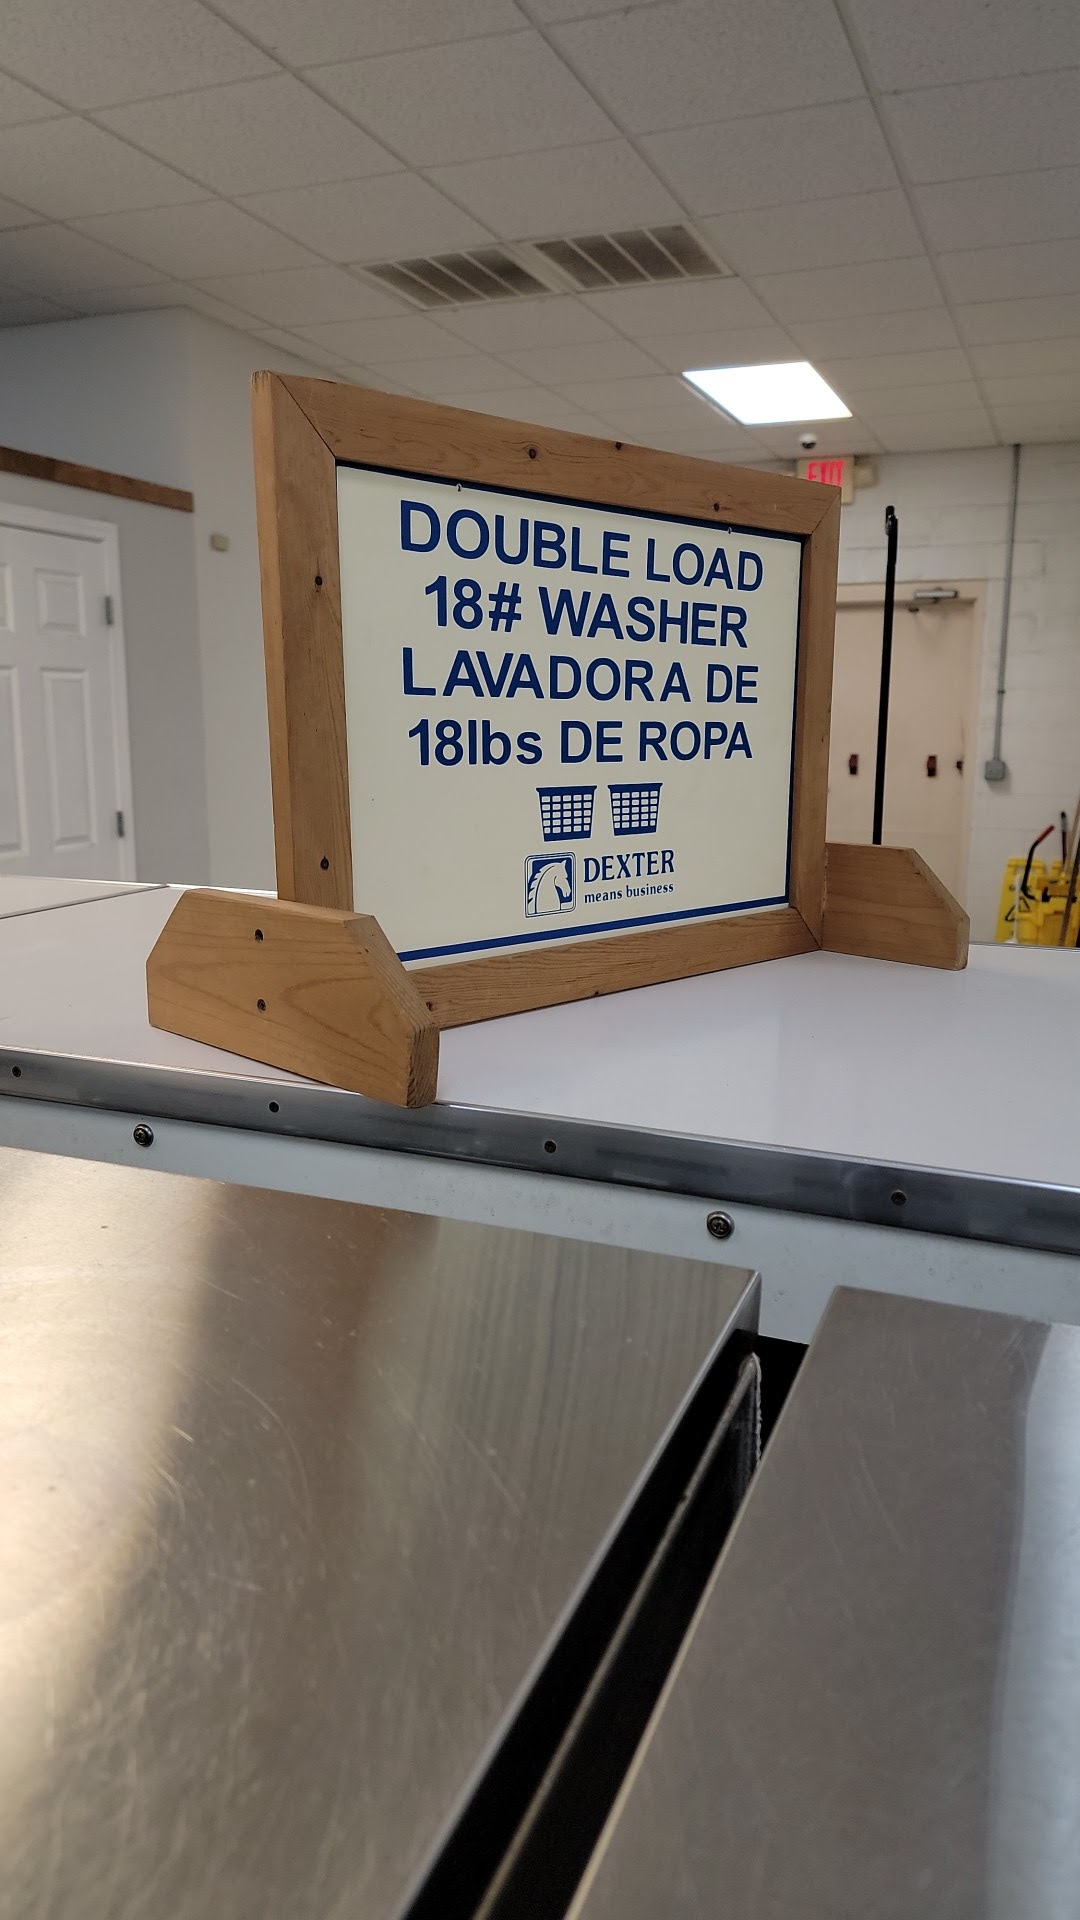 EXIT
DOUBLE LOAD
18# WASHER
LAVADORA DE
18lbs DE ROPA
DEXTER
means business